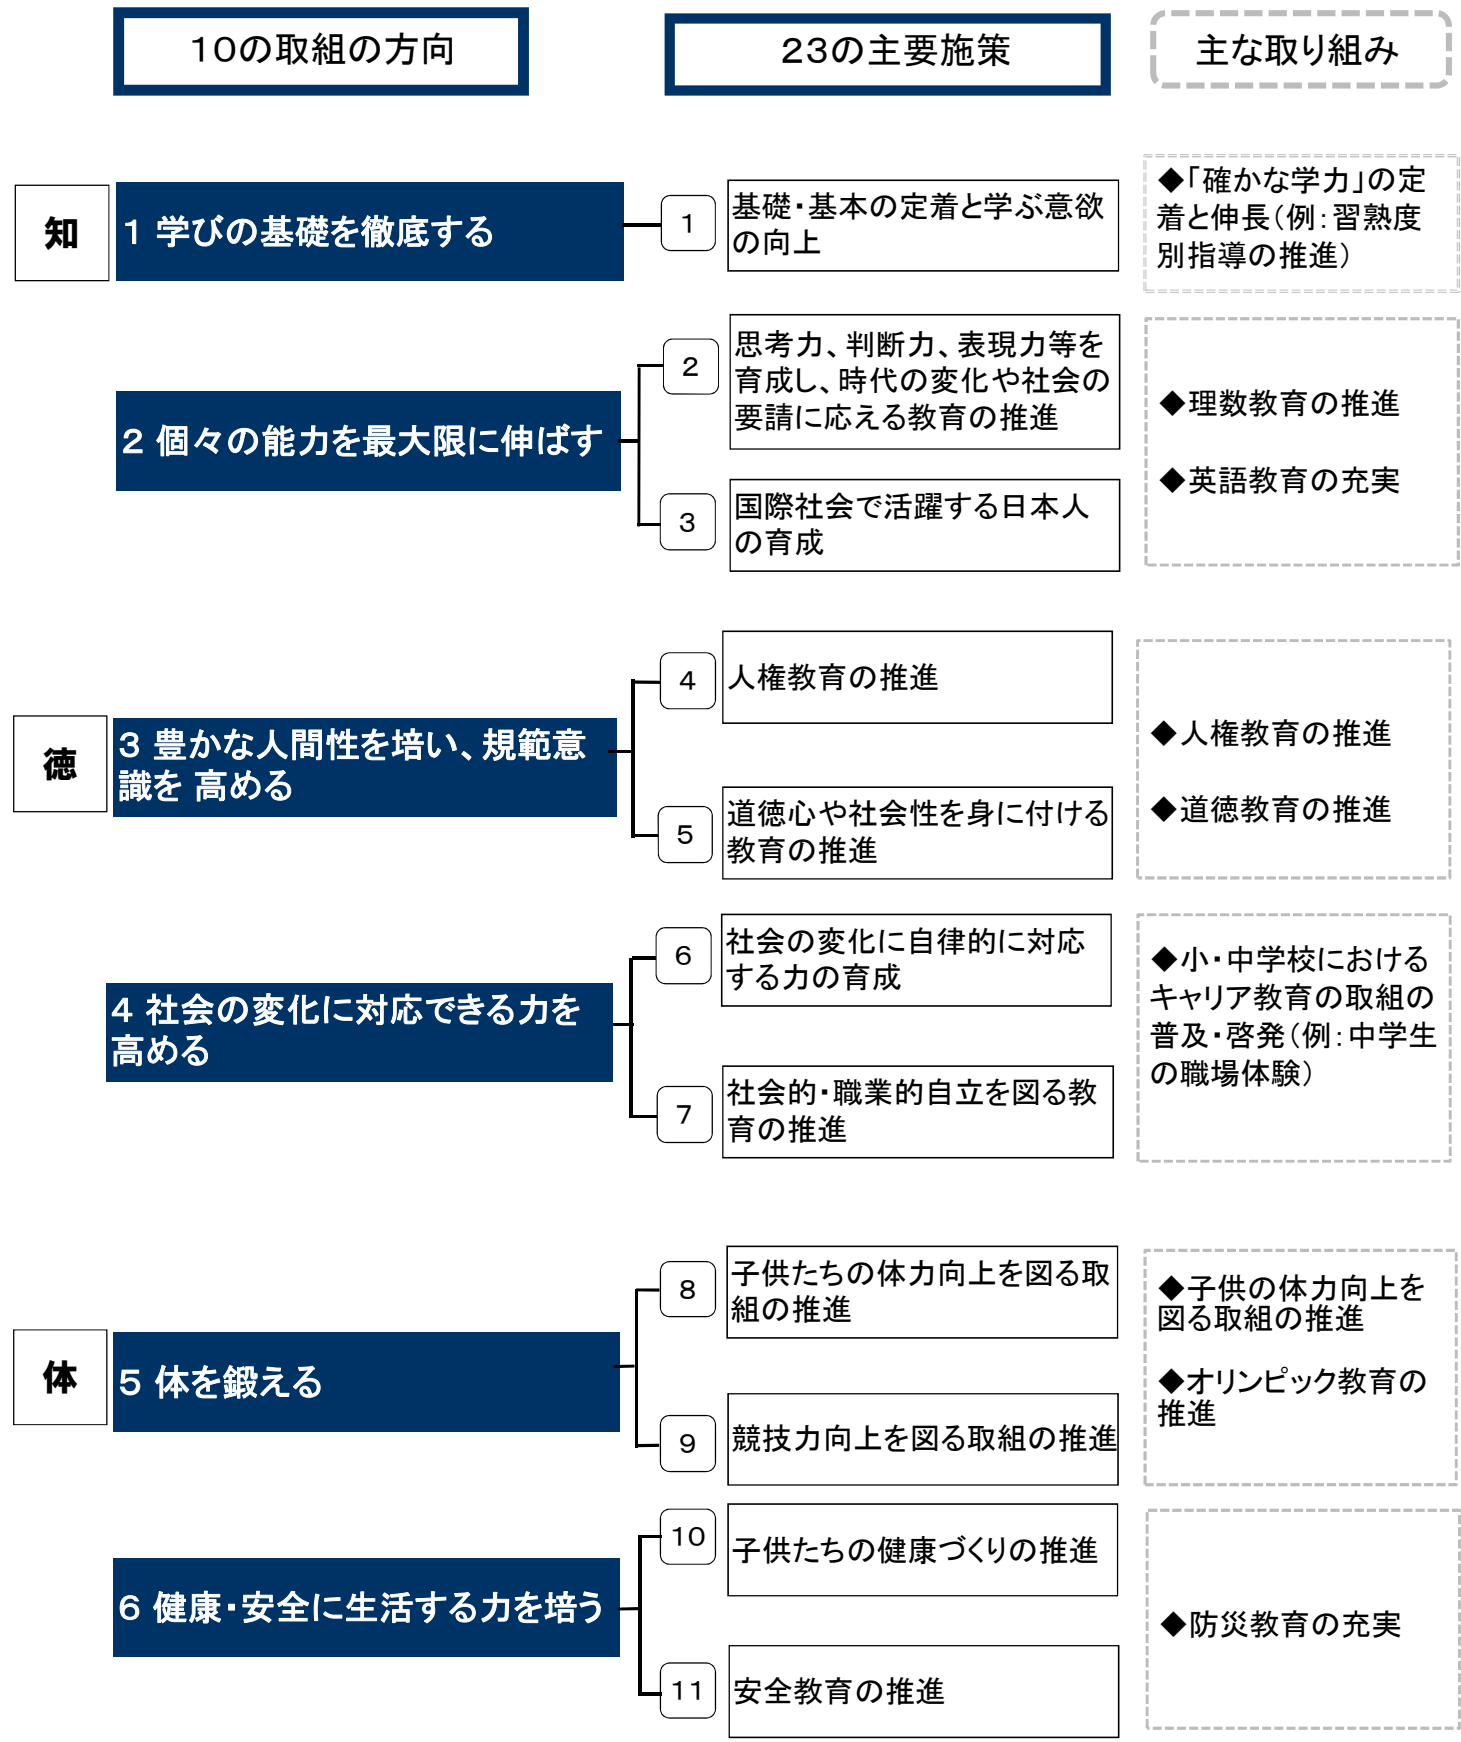 10の取組の方向
23の主要施策
主な取り組み
知
1 学びの基礎を徹底する
1
基礎・基本の定着と学ぶ意欲
の向上
◆「確かな学力」の定
着と伸長(例:習熟度
別指導の推進)
2 個々の能力を最大限に伸ばす
2
思考力、判断力、表現力等を
育成し、時代の変化や社会の
要請に応える教育の推進
3
国際社会で活躍する日本人
の育成
◆理数教育の推進
◆英語教育の充実
徳
3 豊かな人間性を培い、規範意
識を 高める
4
人権教育の推進
5
道徳心や社会性を身に付ける
教育の推進
◆人権教育の推進
◆道徳教育の推進
4 社会の変化に対応できる力を
高める
6
社会の変化に自律的に対応
する力の育成
7
社会的・職業的自立を図る教
育の推進
◆小・中学校における
キャリア教育の取組の
普及・啓発(例:中学生
の職場体験)
体
5 体を鍛える
8
子供たちの体力向上を図る取
組の推進
9
競技力向上を図る取組の推進
◆子供の体力向上を
図る取組の推進
◆オリンピック教育の
推進
6 健康・安全に生活する力を培う
10
子供たちの健康づくりの推進
11
安全教育の推進
◆防災教育の充実